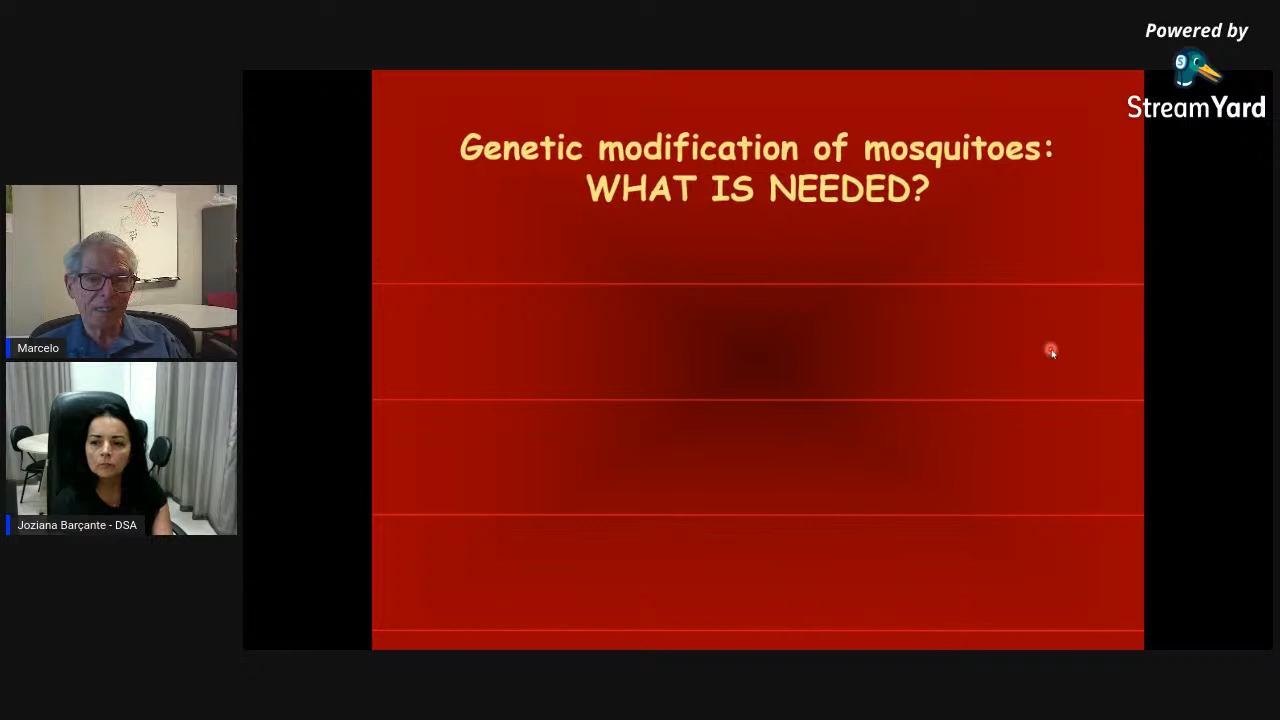 Powered by
StreamYard
Genetic modification of mosquitoes:
WHAT IS NEEDED?
Marcelo
Joziana Barçante - DSA